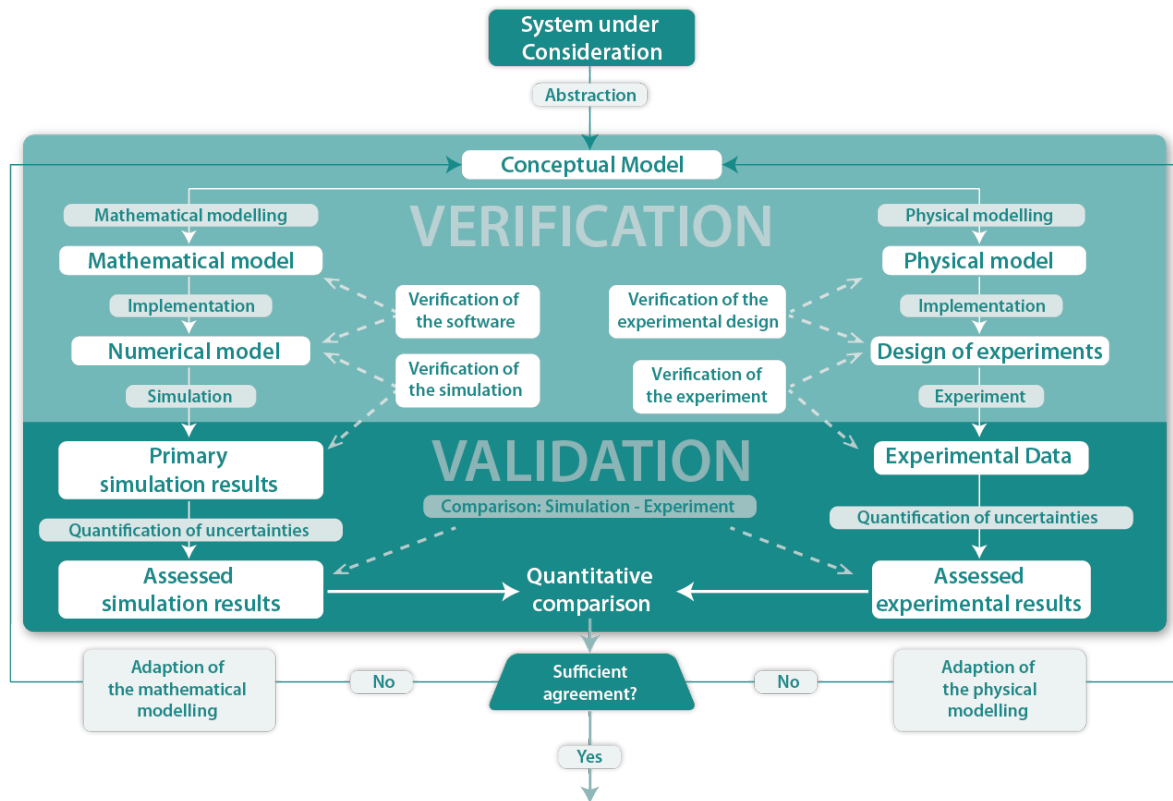 System under
Consideration
Abstraction
Conceptual Model
VERIFICATION
Mathematical modelling
Physical modelling
Mathematical model
Physical model
Implementation
Verification of
the software
Verification of the
experimental design
Implementation
Numerical model
Design of experiments
Verification of
the simulation
Verification of
the experiment
Simulation
Experiment
VALIDATION
Primary
simulation results
Experimental Data
Comparison: Simulation - Experiment
Quantification of uncertainties
Quantification of uncertainties
Assessed
simulation results
Quantitative
comparison
Assessed
experimental results
Adaption of
the mathematical
modelling
No
Sufficient
agreement?
No
Adaption of
the physical
modelling
Yes